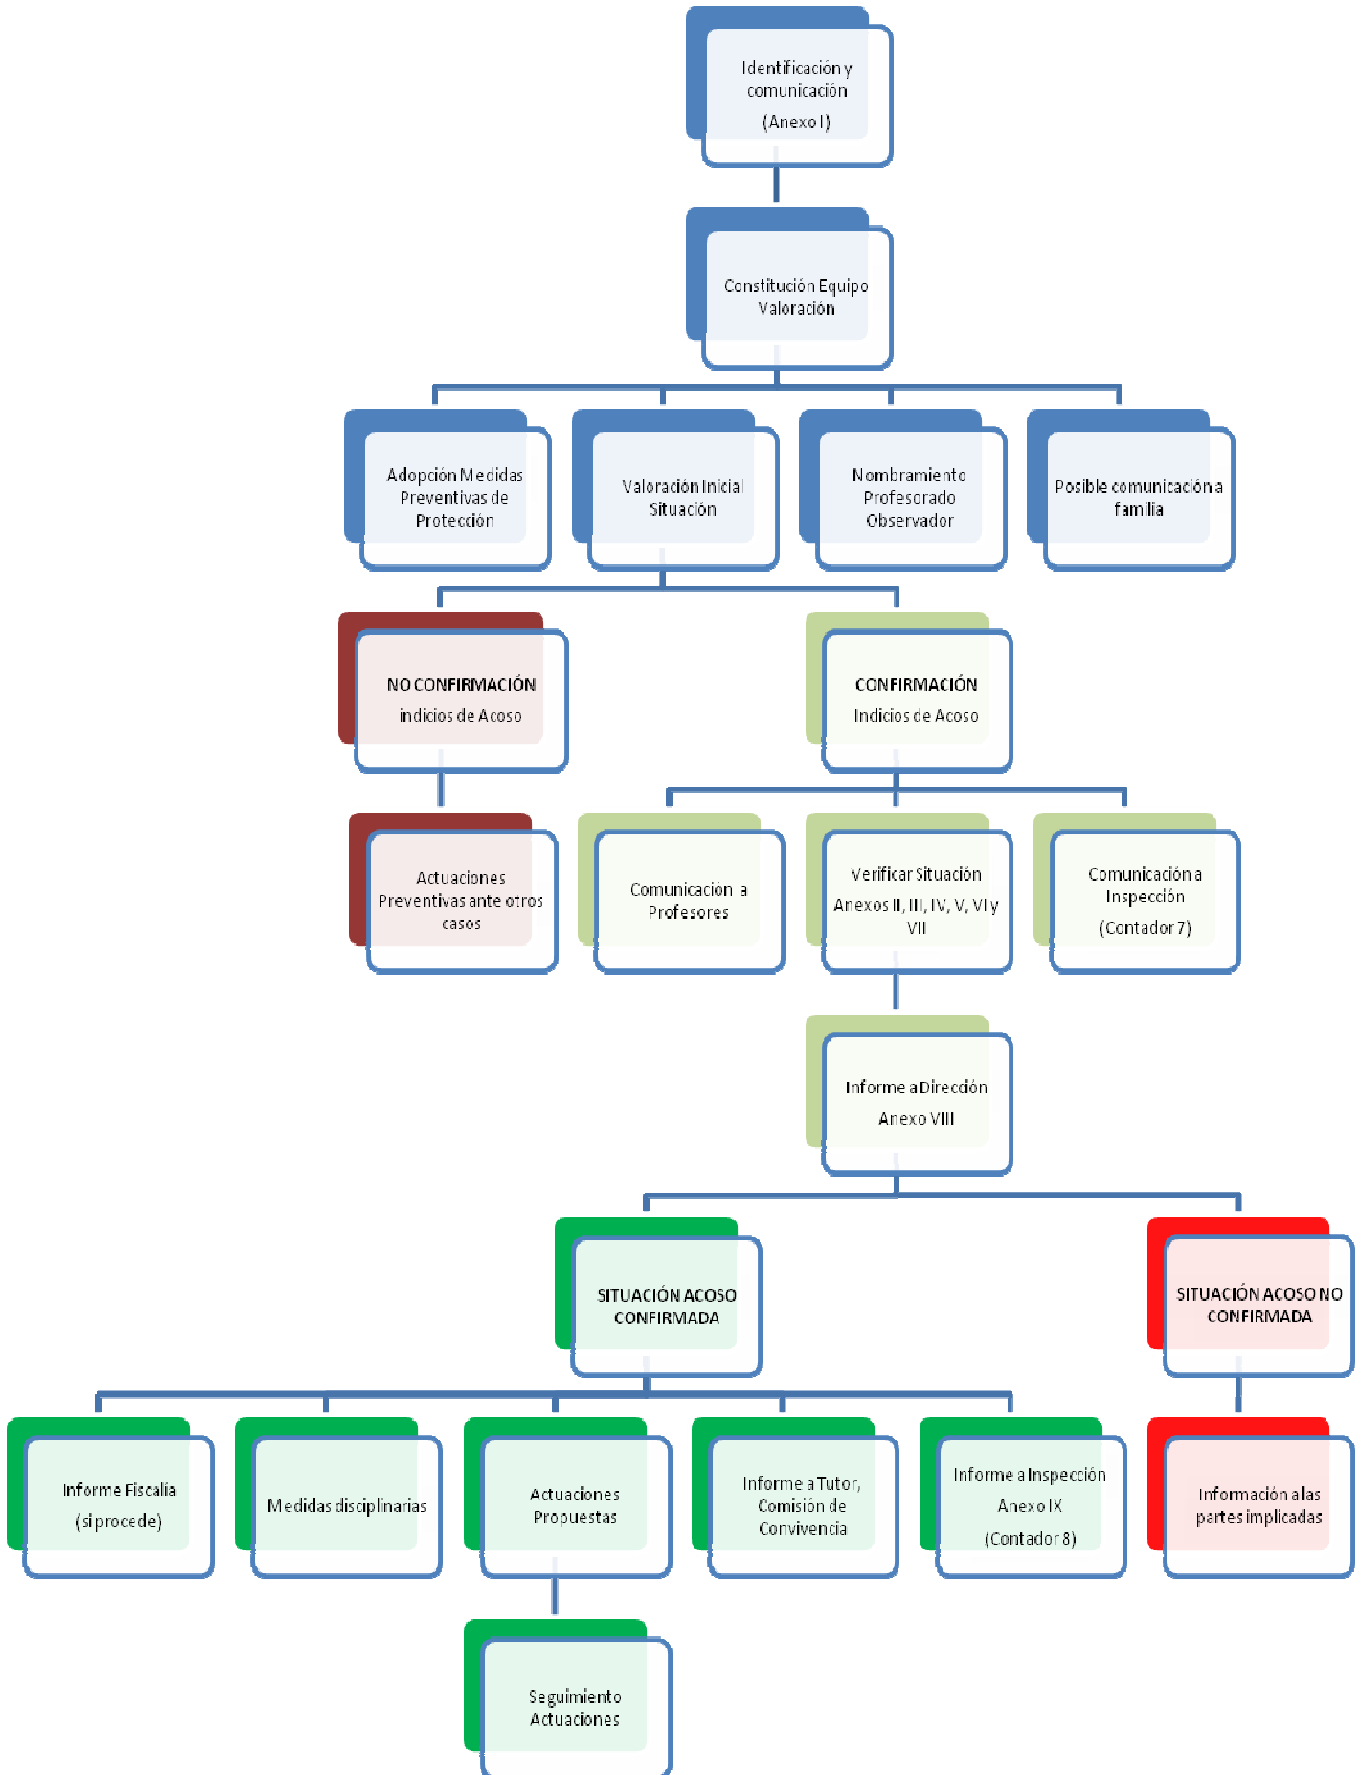 Identificación y
comunicación
(Anexo I)
Constitución Equipo
Valoración
Adopción Medidas
Preventivas de
Protección
Valoración Inicial
Situación
Nombramiento
Profesorado
Observador
Posible comunicación a
familia
NO CONFIRMACIÓN
indicios de Acoso
CONFIRMACIÓN
Indicios de Acoso
Actuaciones
Preventivas ante otros
casos
Comunicación a
Profesores
Verificar Situación
Anexos II, III, IV, V, VI y
VII
Comunicación a
Inspección
(Contador 7)
Informe a Dirección
Anexo VIII
SITUACIÓN ACOSO
CONFIRMADA
SITUACIÓN ACOSO NO
CONFIRMADA
Informe Fiscalía
(si procede)
Medidas disciplinarias
Actuaciones
Propuestas
Informe a Tutor,
Comisión de
Convivencia
Informe a Inspección
Anexo IX
(Contador 8)
Información a las
partes implicadas
Seguimiento
Actuaciones